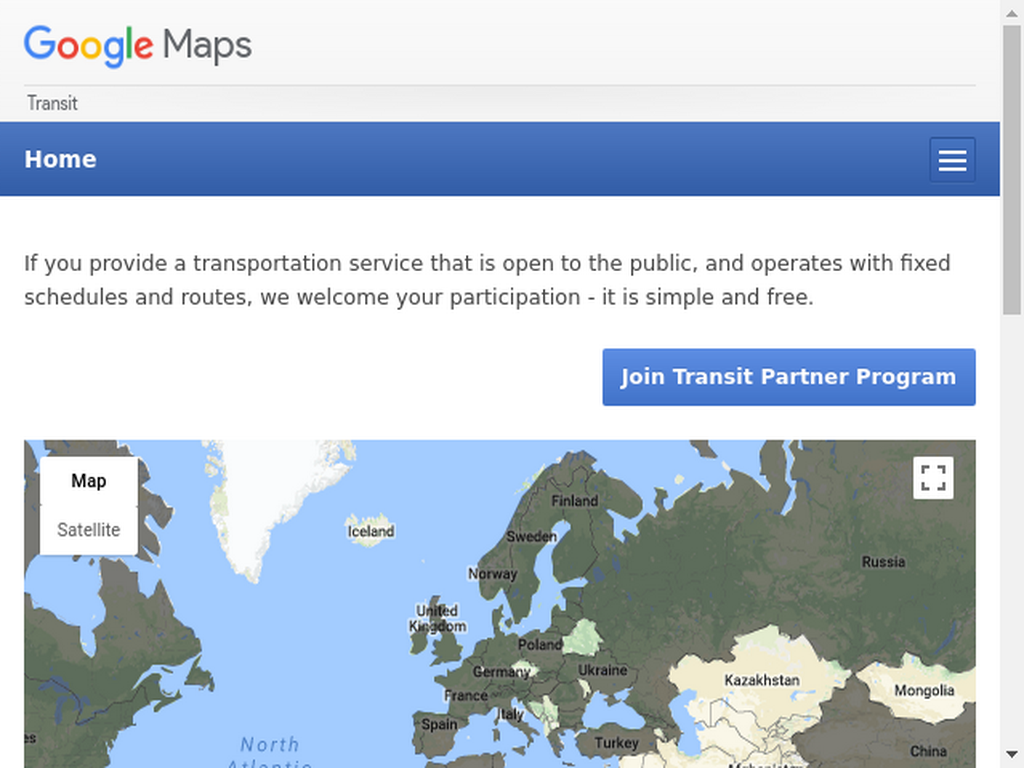 Google Maps
Transit
Home
If you provide a transportation service that is open to the public, and operates with fixed
schedules and routes, we welcome your participation - it is simple and free.
Join Transit Partner Program
Map
Satellite
Finland
Iceland
Sweden
Russia
Norway
United
Kingdom
Poland
Germany
Ukraine
Kazakhstan
France
Mongolia
Italy
Spain
North
Turkey
China
Atlantic